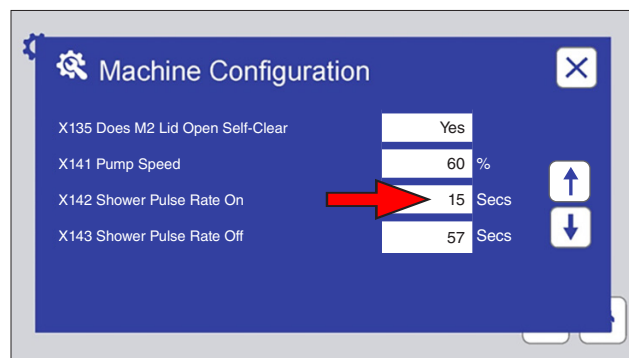 Machine Configuration
X135 Does M2 Lid Open Self-Clear Yes
X141 Pump Speed 60 %
X142 Shower Pulse Rate On 15 Secs
X143 Shower Pulse Rate Off 57 Secs